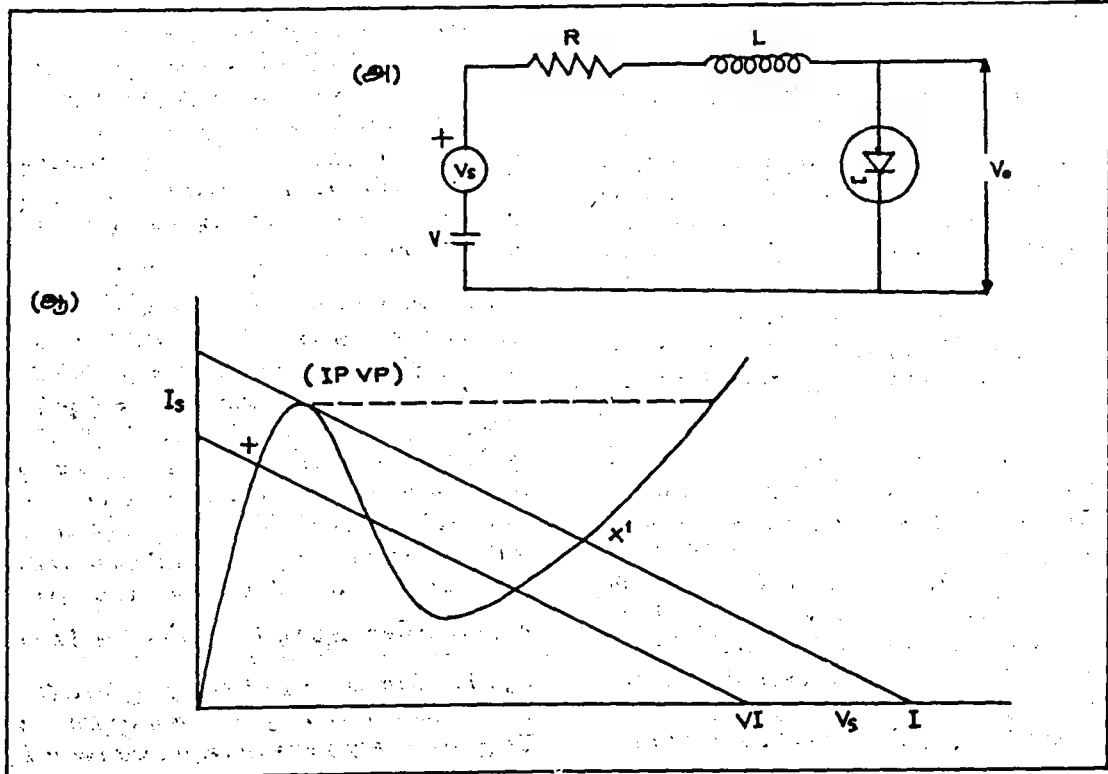 (அ)
R L
+
Vs
V
Vo
(ஆ)
(IP VP)
Is
+
x¹
VI Vs I